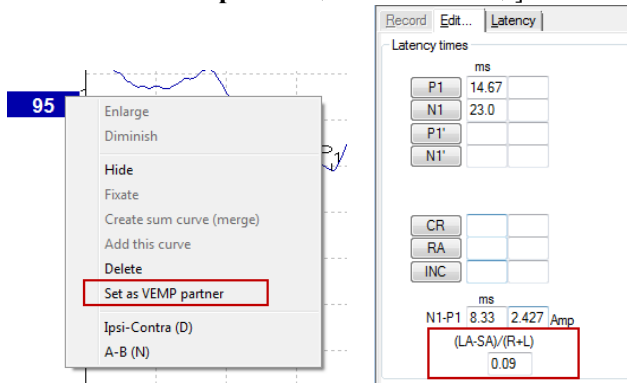 95
Enlarge
Diminish
Hide
Fixate
Create sum curve (merge)
Add this curve
Delete
Set as VEMP partner
Ipsi-Contra (D)
A-B (N)
P1
Record Edit... Latency
Latency times
ms
P1 14.67
N1 23.0
P1'
N1'
CR
RA
INC
ms
N1-P1 8.33 2.427 Amp
(LA-SA)/(R+L)
0.09